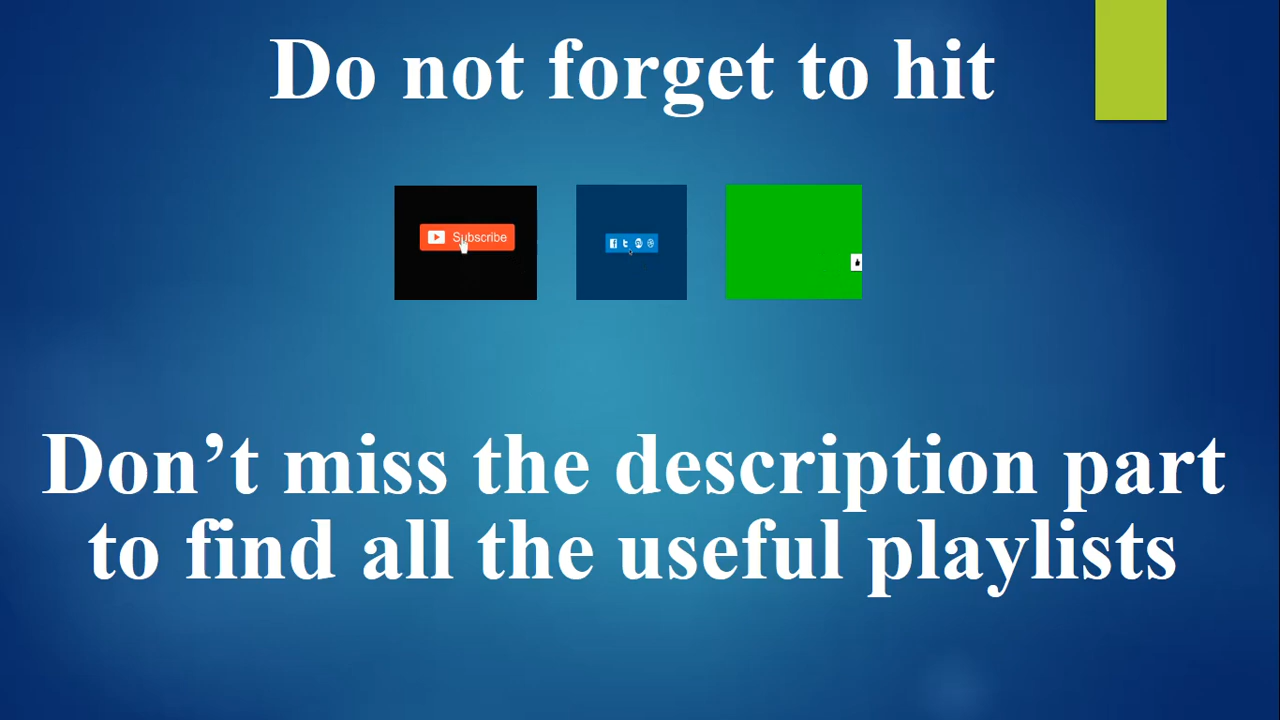 Do not forget to hit
Subscribe
Don’t miss the description part
to find all the useful playlists